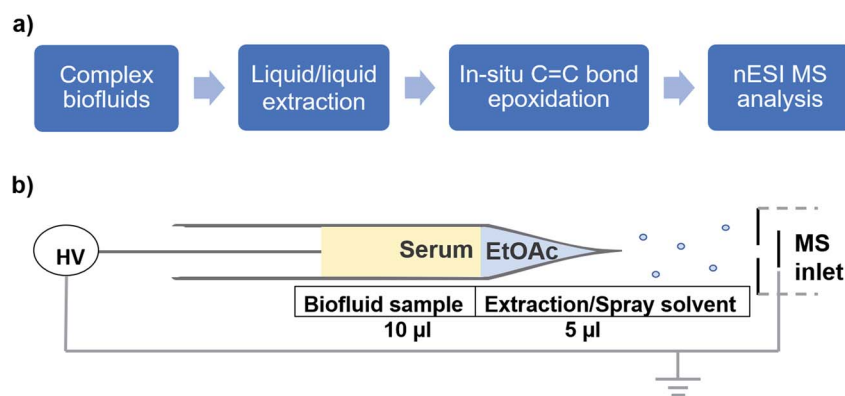 a)
Complex
biofluids
Liquid/liquid
extraction
In-situ C=C bond
epoxidation
nESI MS
analysis
b)
HV
Serum
EtOAc
MS
inlet
Biofluid sample
Extraction/Spray solvent
10 µl
5 µl